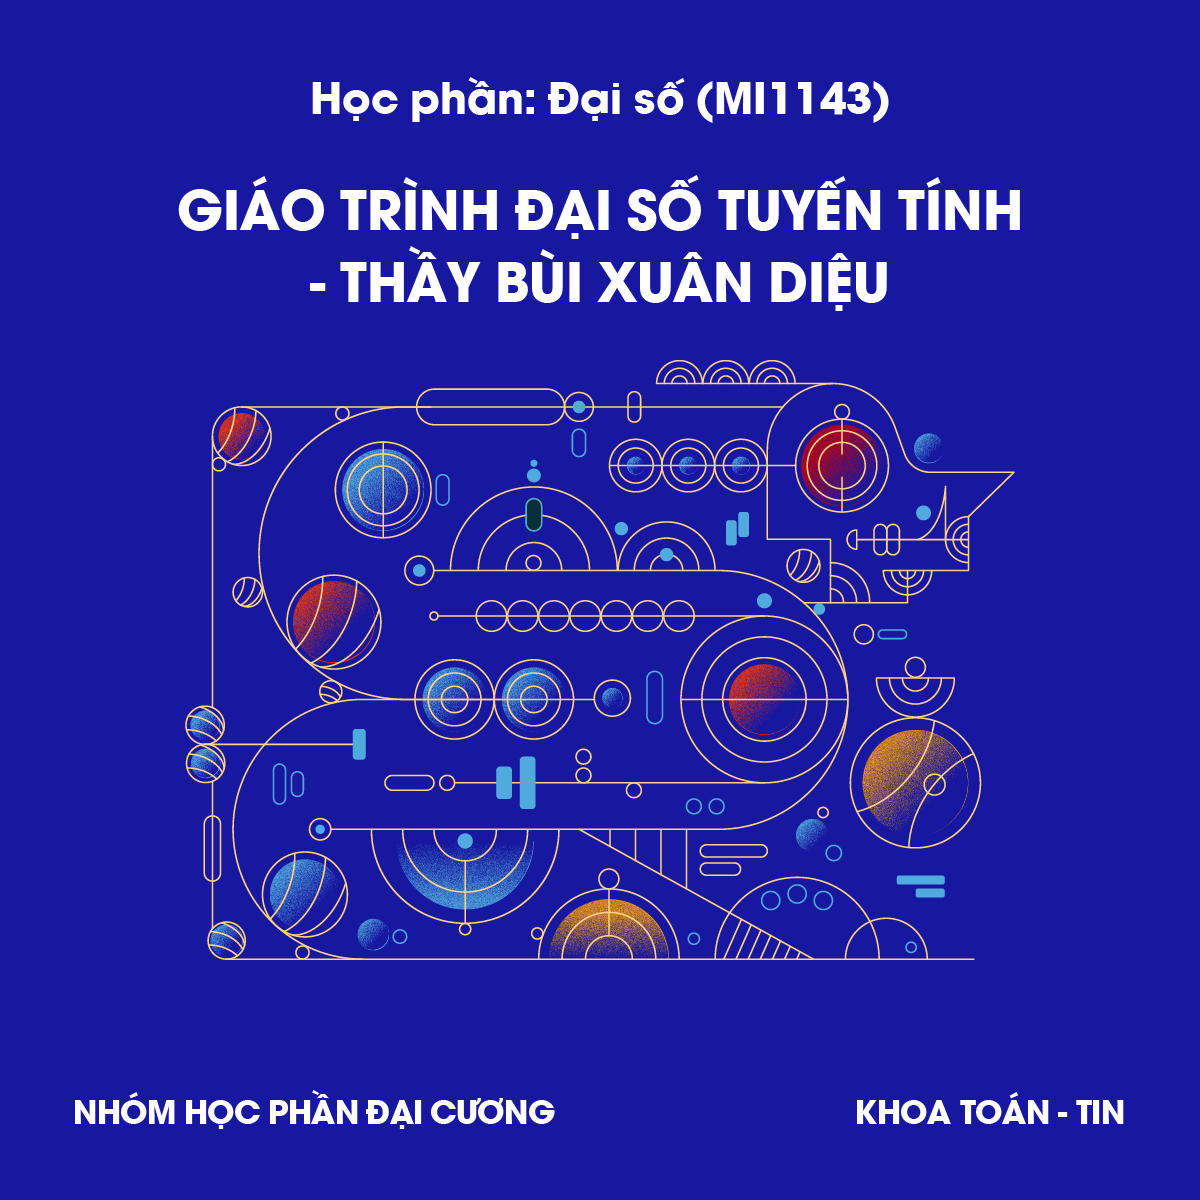 Học phần: Đại số (MI1143)
GIÁO TRÌNH ĐẠI SỐ TUYẾN TÍNH
- THẦY BÙI XUÂN DIỆU
NHÓM HỌC PHẦN ĐẠI CƯƠNG
KHOA TOÁN - TIN